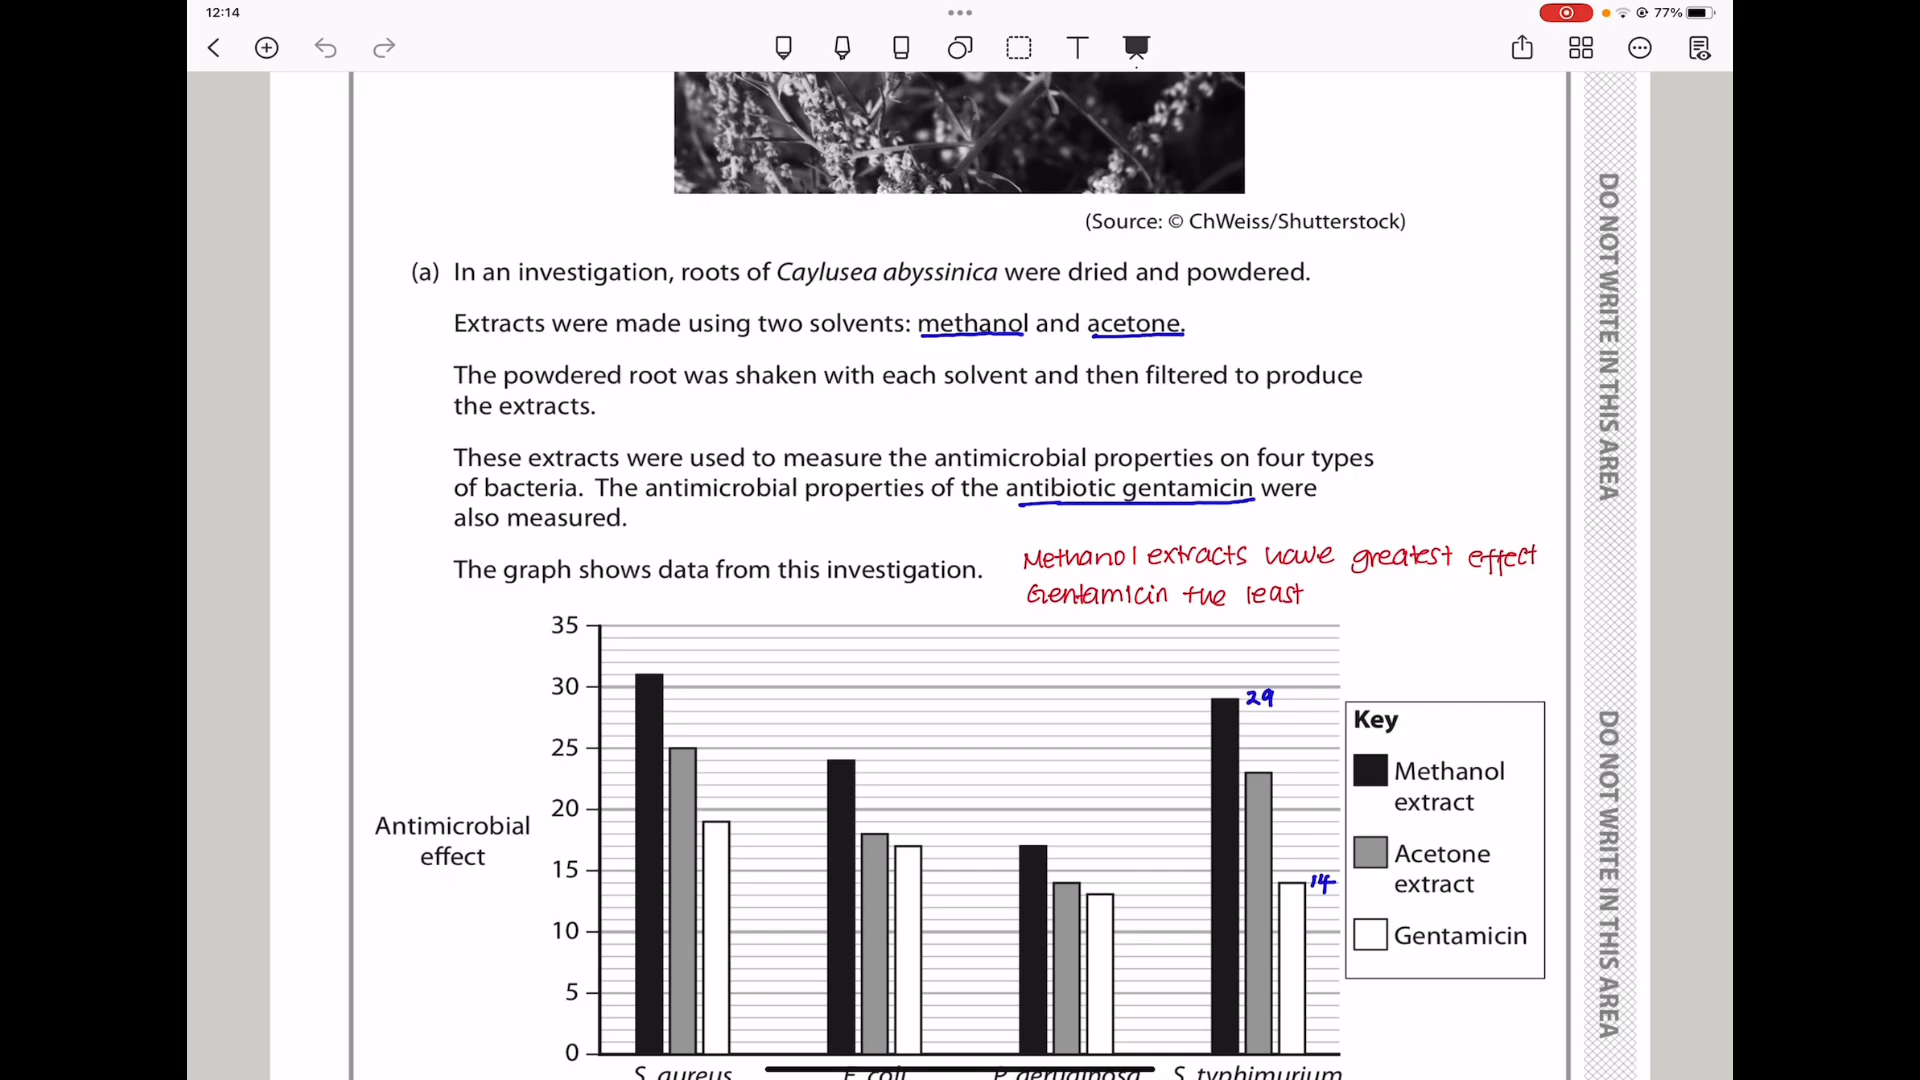 12:14
77%
(Source: © ChWeiss/Shutterstock)
(a) In an investigation, roots of Caylusea abyssinica were dried and powdered.
Extracts were made using two solvents: methanol and acetone.
The powdered root was shaken with each solvent and then filtered to produce
the extracts.
These extracts were used to measure the antimicrobial properties on four types
of bacteria. The antimicrobial properties of the antibiotic gentamicin were
also measured.
The graph shows data from this investigation.
Methanol extracts have greatest effect
Gentamicin the least
35
30
25
20
15
10
5
0
Antimicrobial
effect
29
14
S. aureus
E. coli
P. aeruginosa
S. typhimurium
Key
Methanol
extract
Acetone
extract
Gentamicin
DO NOT WRITE IN THIS AREA
DO NOT WRITE IN THIS AREA